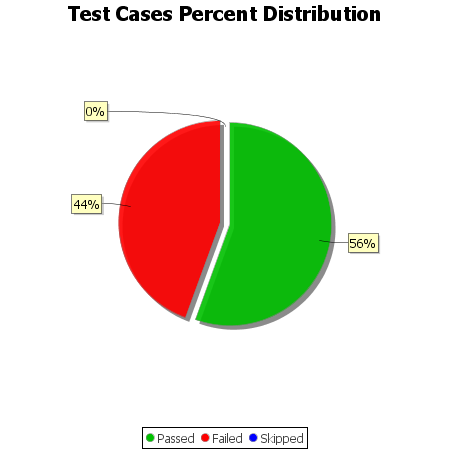 Test Cases Percent Distribution
0%
44%
56%
Passed Failed Skipped